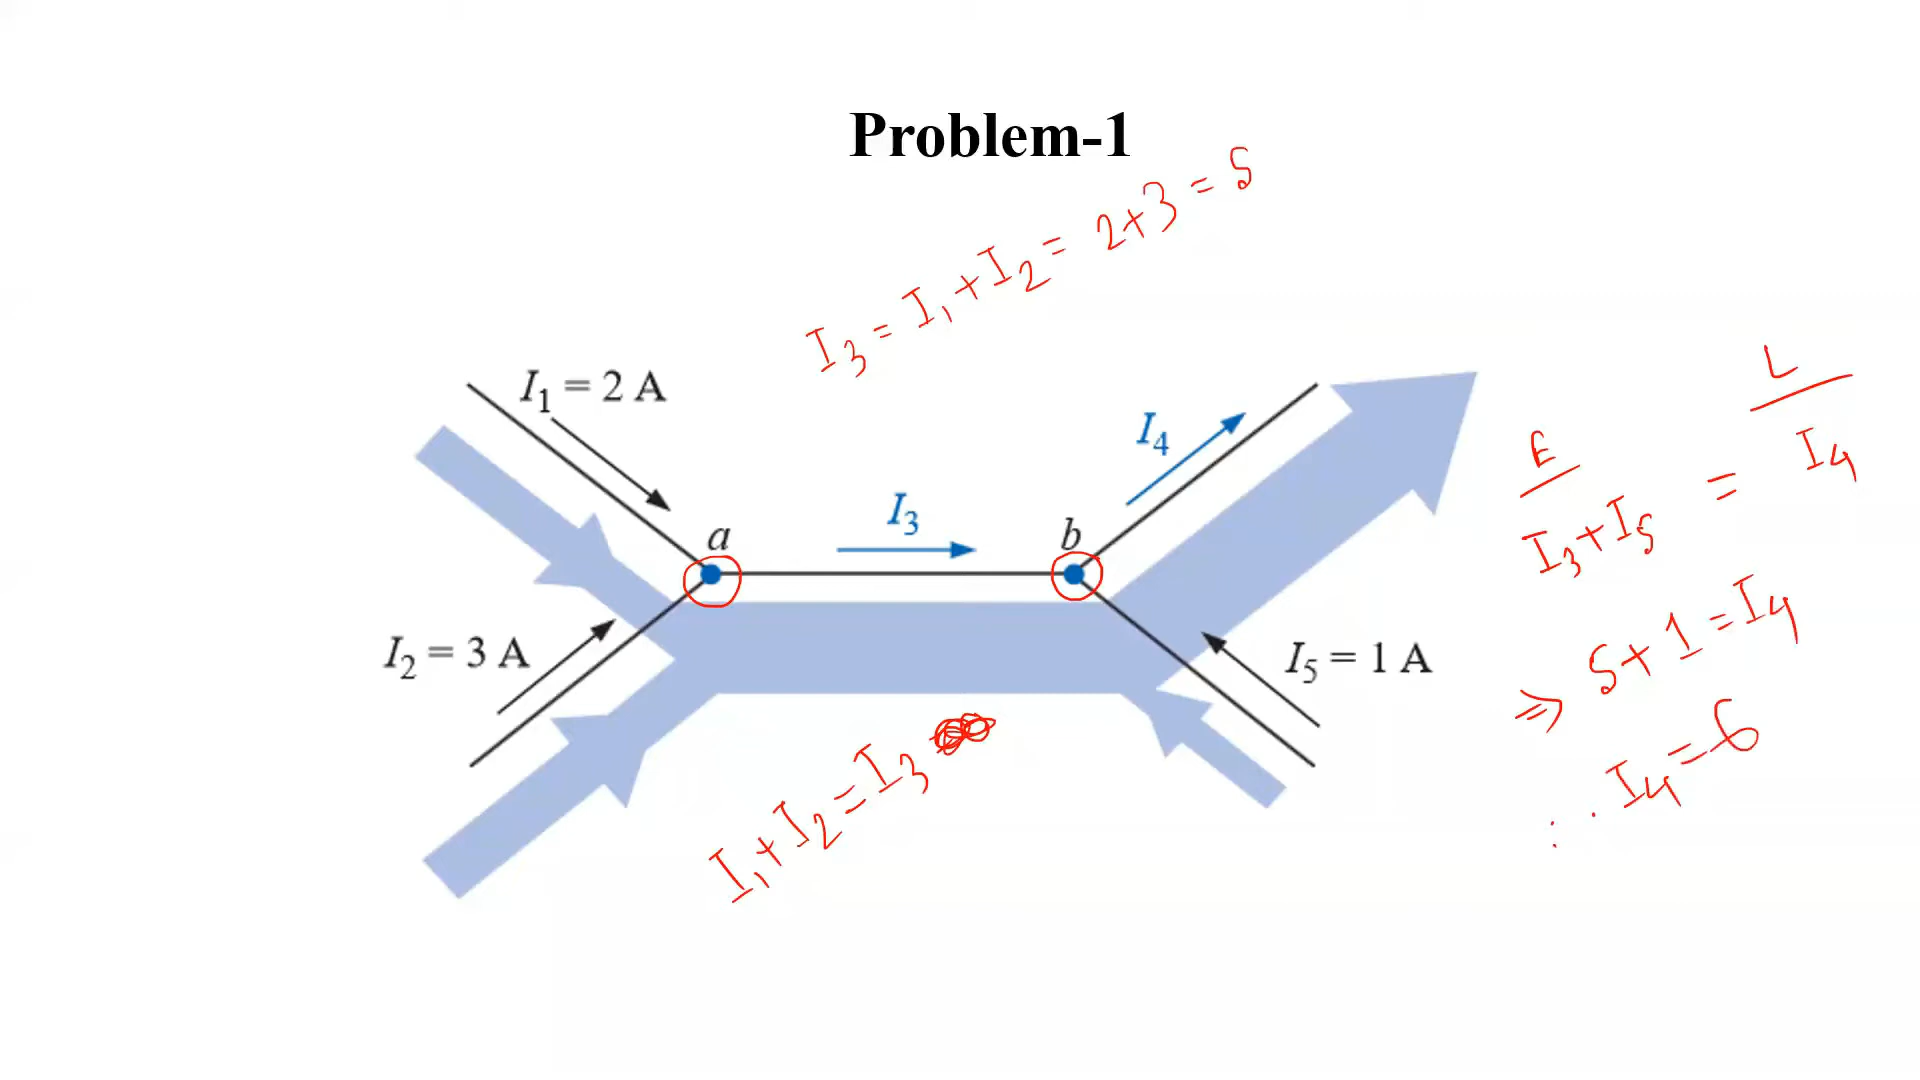 Problem-1
I₃ = I₁ + I₂ = 2+3 = 5
I₁ = 2 A
I₄
I₃
a
b
I₂ = 3 A
I₅ = 1 A
I₁ + I₂ = I₃
E
L
I₃ + I₅ = I₄
⇒ 5 + 1 = I₄
∴ I₄ = 6